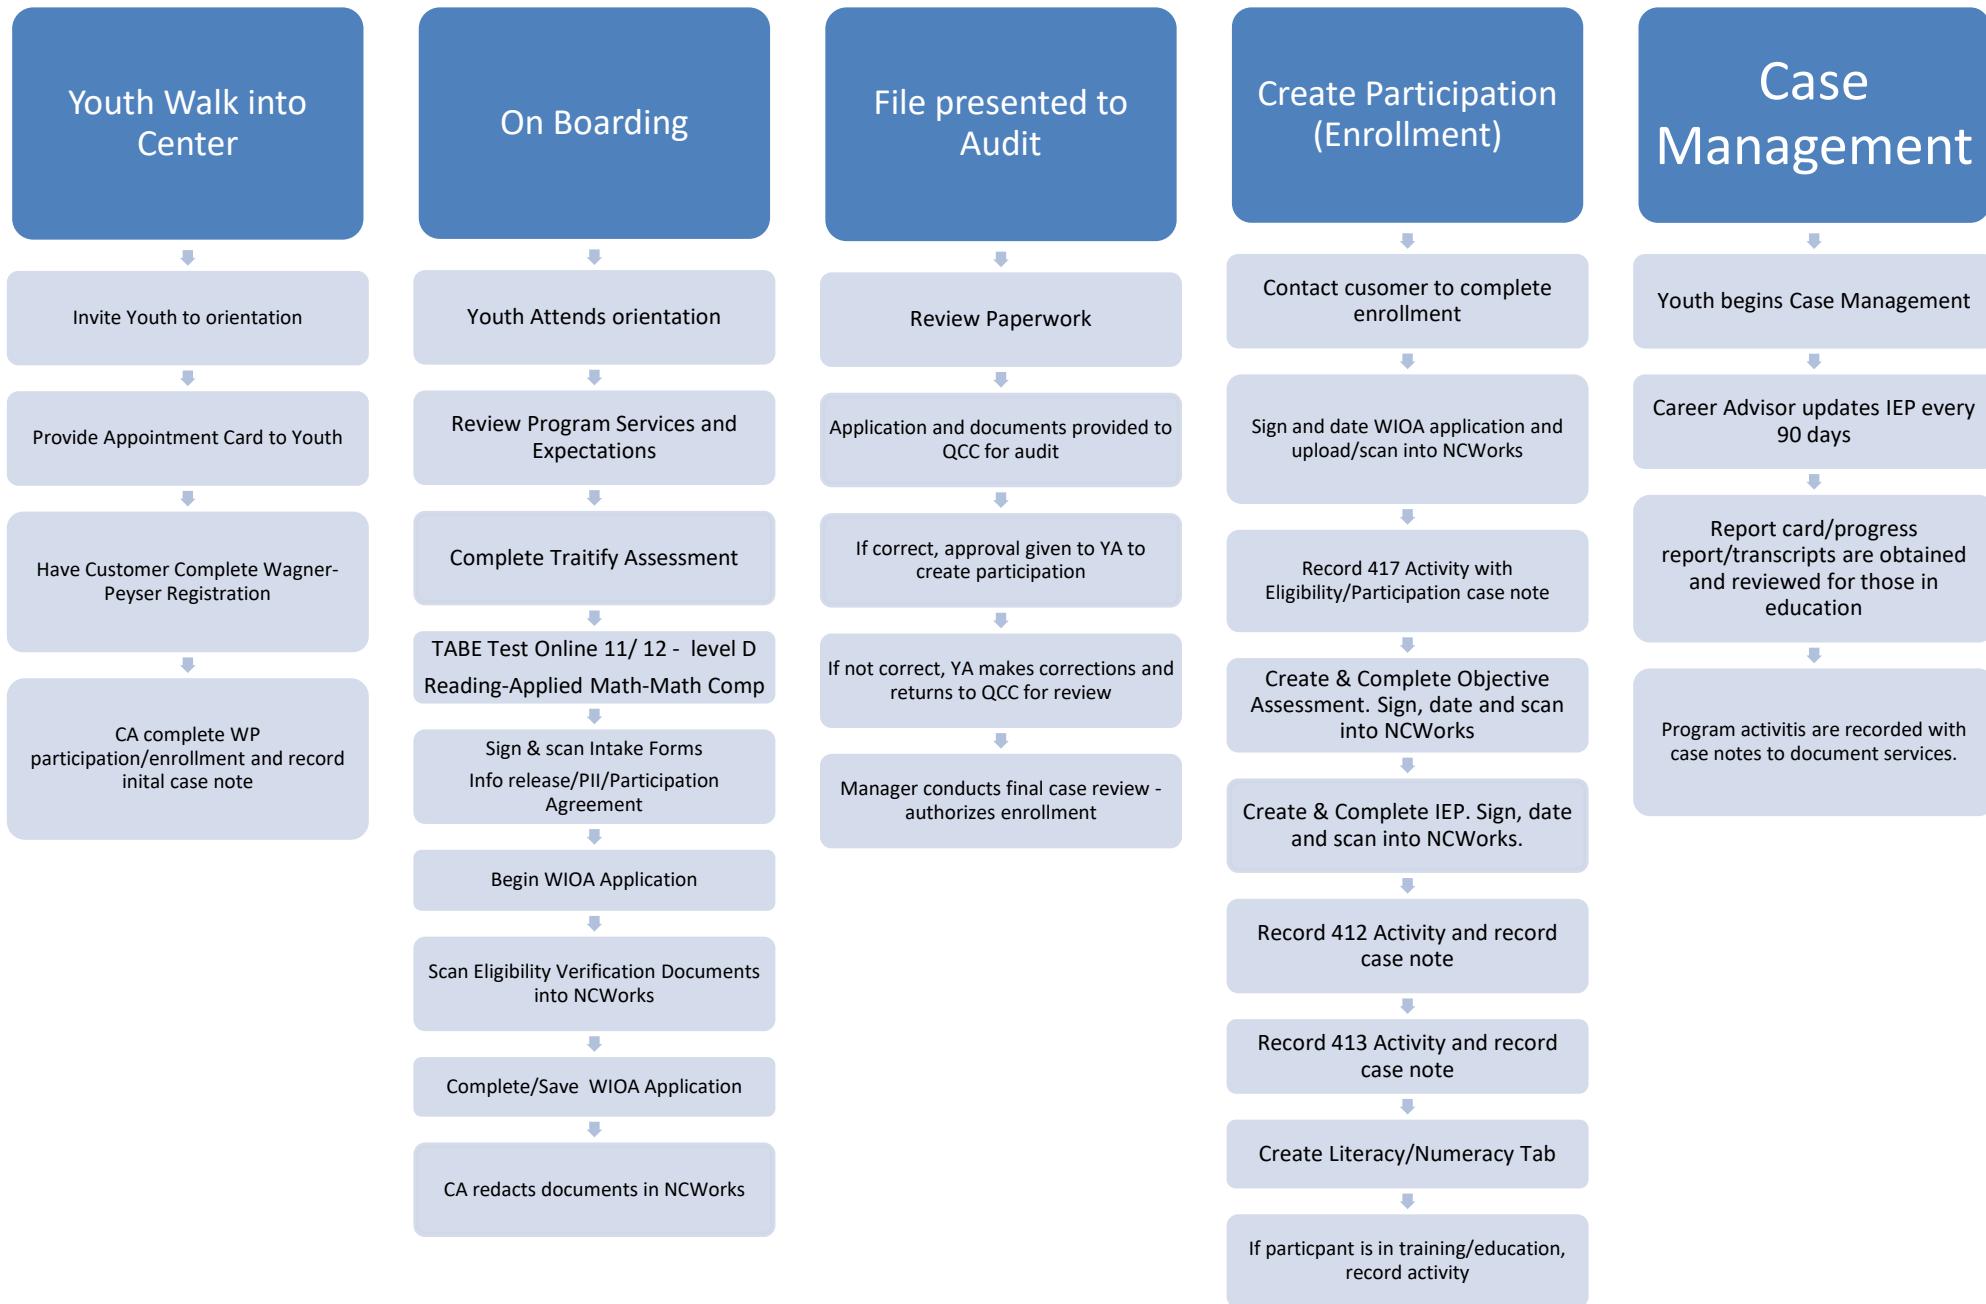 Youth Walk into
Center
Invite Youth to orientation
Provide Appointment Card to Youth
Have Customer Complete Wagner-
Peyser Registration
CA complete WP
participation/enrollment and record
inital case note
On Boarding
Youth Attends orientation
Review Program Services and
Expectations
Complete Traitify Assessment
TABE Test Online 11/ 12 - level D
Reading-Applied Math-Math Comp
Sign & scan Intake Forms
Info release/PII/Participation
Agreement
Begin WIOA Application
Scan Eligibility Verification Documents
into NCWorks
Complete/Save WIOA Application
CA redacts documents in NCWorks
File presented to
Audit
Review Paperwork
Application and documents provided to
QCC for audit
If correct, approval given to YA to
create participation
If not correct, YA makes corrections and
returns to QCC for review
Manager conducts final case review -
authorizes enrollment
Create Participation
(Enrollment)
Contact cusomer to complete
enrollment
Sign and date WIOA application and
upload/scan into NCWorks
Record 417 Activity with
Eligibility/Participation case note
Create & Complete Objective
Assessment. Sign, date and scan
into NCWorks
Create & Complete IEP. Sign, date
and scan into NCWorks.
Record 412 Activity and record
case note
Record 413 Activity and record
case note
Create Literacy/Numeracy Tab
If particpant is in training/education,
record activity
Case
Management
Youth begins Case Management
Career Advisor updates IEP every
90 days
Report card/progress
report/transcripts are obtained
and reviewed for those in
education
Program activitis are recorded with
case notes to document services.